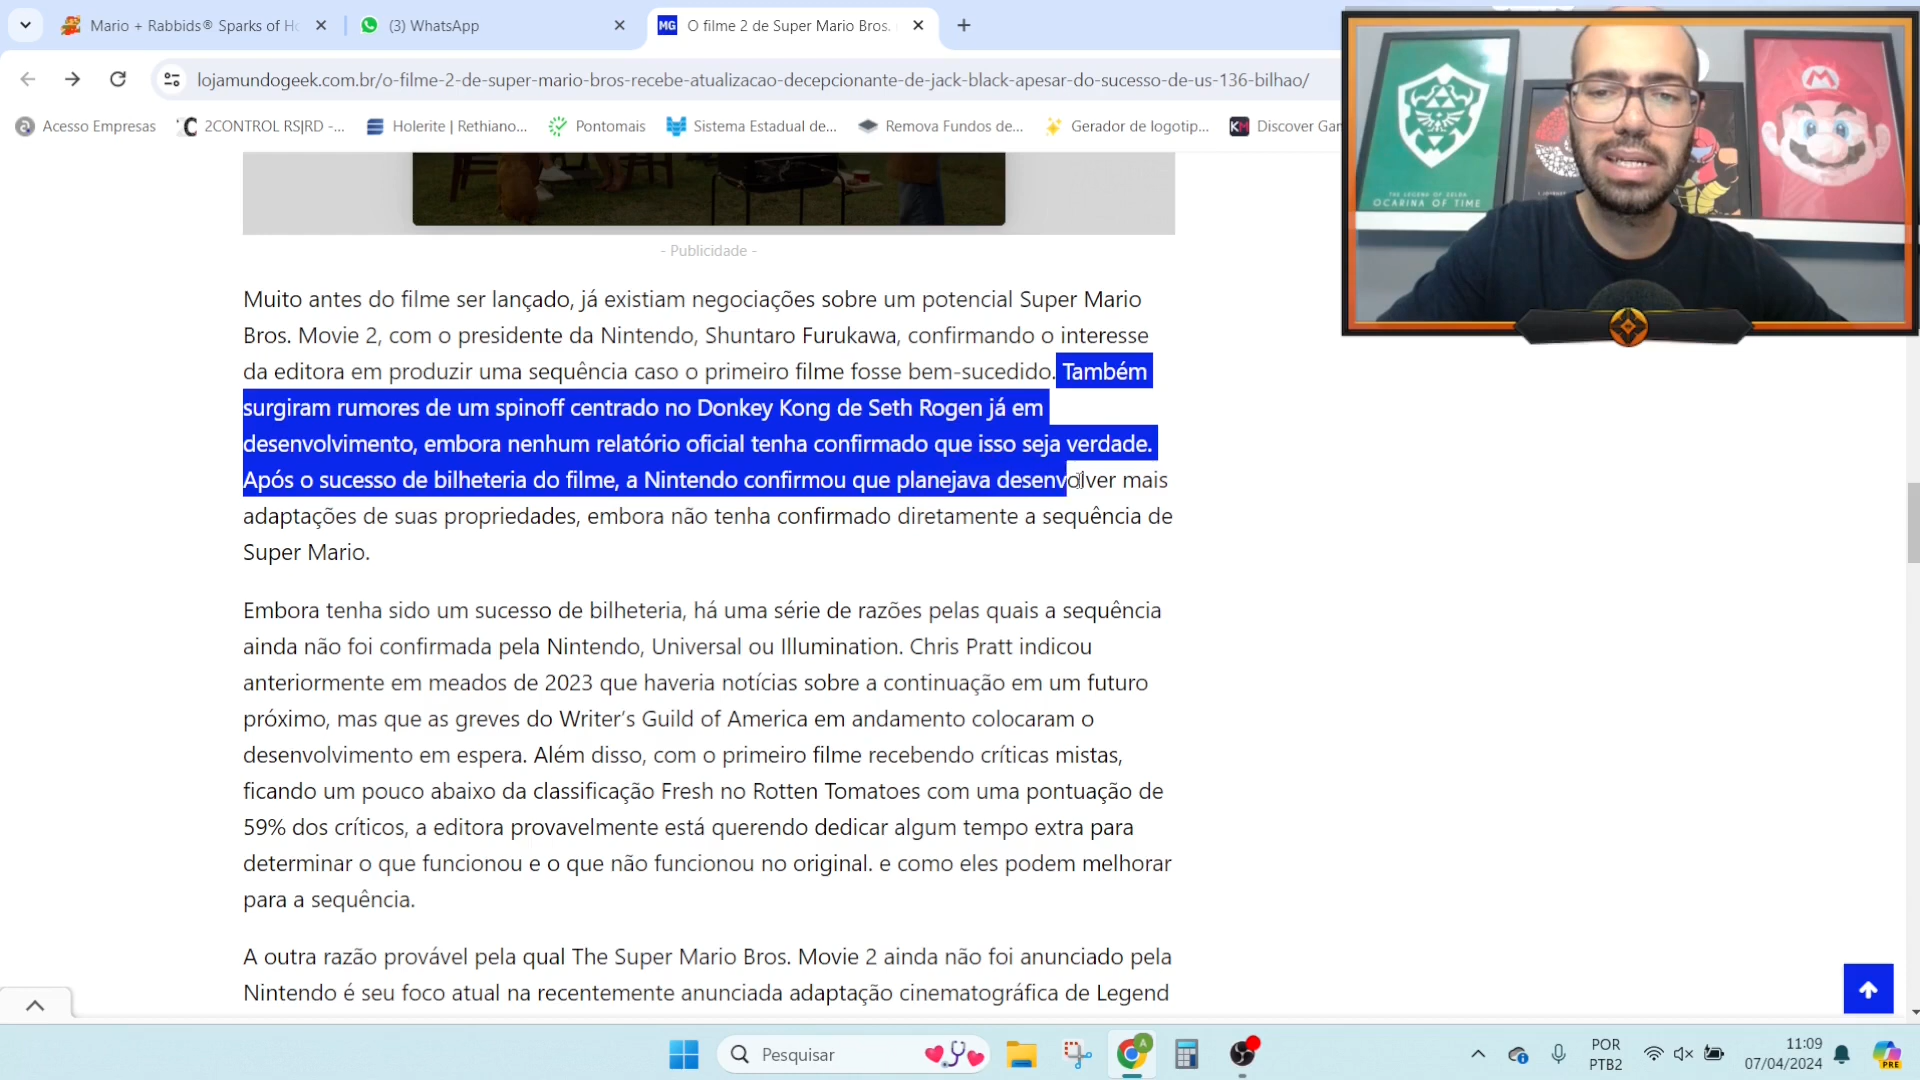 Mario + Rabbids® Sparks of Ho
(3) WhatsApp
MG O filme 2 de Super Mario Bros.
lojamundogeek.com.br/o-filme-2-de-super-mario-bros-recebe-atualizacao-decepcionante-de-jack-black-apesar-do-sucesso-de-us-136-bilhao/
Acesso Empresas
2CONTROL RS|RD -...
Holerite | Rethiano...
Pontomais
Sistema Estadual de...
Remova Fundos de...
Gerador de logotip...
KM Discover Gar
THE LEGEND OF ZELDA
OCARINA OF TIME
M
- Publicidade -
Muito antes do filme ser lançado, já existiam negociações sobre um potencial Super Mario
Bros. Movie 2, com o presidente da Nintendo, Shuntaro Furukawa, confirmando o interesse
da editora em produzir uma sequência caso o primeiro filme fosse bem-sucedido. Também
surgiram rumores de um spinoff centrado no Donkey Kong de Seth Rogen já em
desenvolvimento, embora nenhum relatório oficial tenha confirmado que isso seja verdade.
Após o sucesso de bilheteria do filme, a Nintendo confirmou que planejava desenvolver mais
adaptações de suas propriedades, embora não tenha confirmado diretamente a sequência de
Super Mario.
Embora tenha sido um sucesso de bilheteria, há uma série de razões pelas quais a sequência
ainda não foi confirmada pela Nintendo, Universal ou Illumination. Chris Pratt indicou
anteriormente em meados de 2023 que haveria notícias sobre a continuação em um futuro
próximo, mas que as greves do Writer’s Guild of America em andamento colocaram o
desenvolvimento em espera. Além disso, com o primeiro filme recebendo críticas mistas,
ficando um pouco abaixo da classificação Fresh no Rotten Tomatoes com uma pontuação de
59% dos críticos, a editora provavelmente está querendo dedicar algum tempo extra para
determinar o que funcionou e o que não funcionou no original. e como eles podem melhorar
para a sequência.
A outra razão provável pela qual The Super Mario Bros. Movie 2 ainda não foi anunciado pela
Nintendo é seu foco atual na recentemente anunciada adaptação cinematográfica de Legend
Pesquisar
A
POR
PTB2
11:09
07/04/2024
PRE